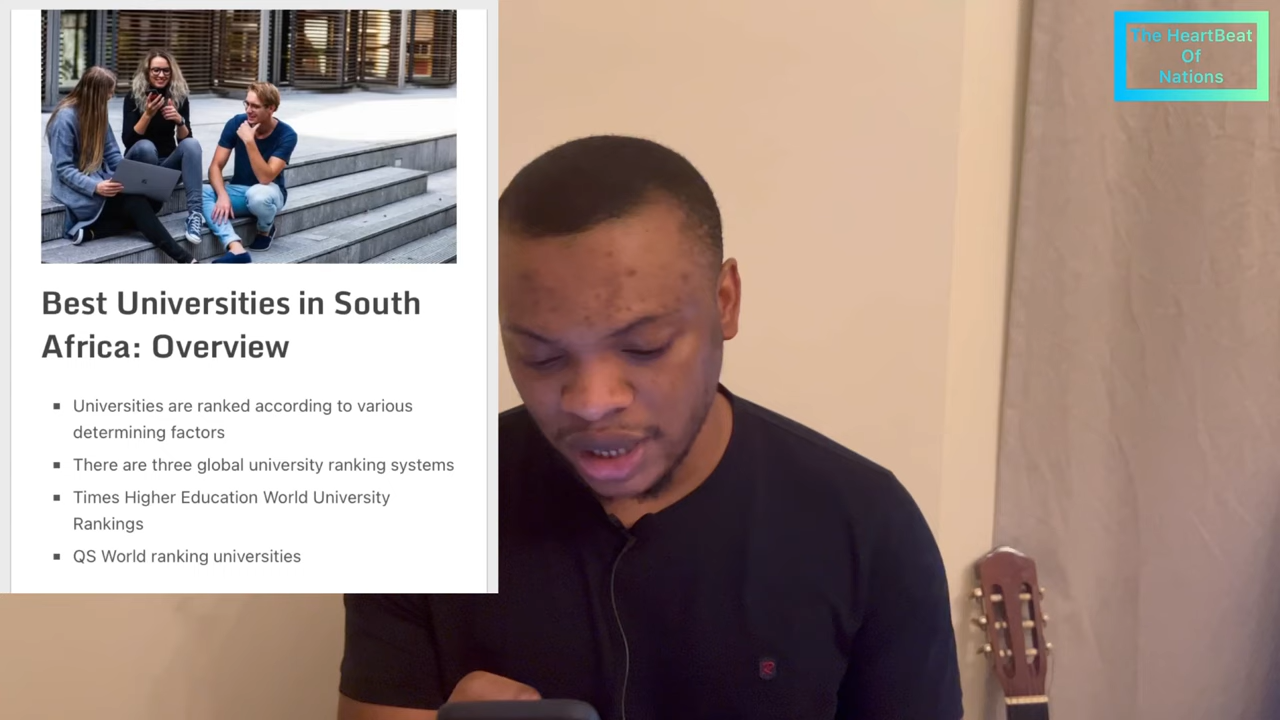 The HeartBeat
Of
Nations
Best Universities in South
Africa: Overview
Universities are ranked according to various
determining factors
There are three global university ranking systems
Times Higher Education World University
Rankings
QS World ranking universities